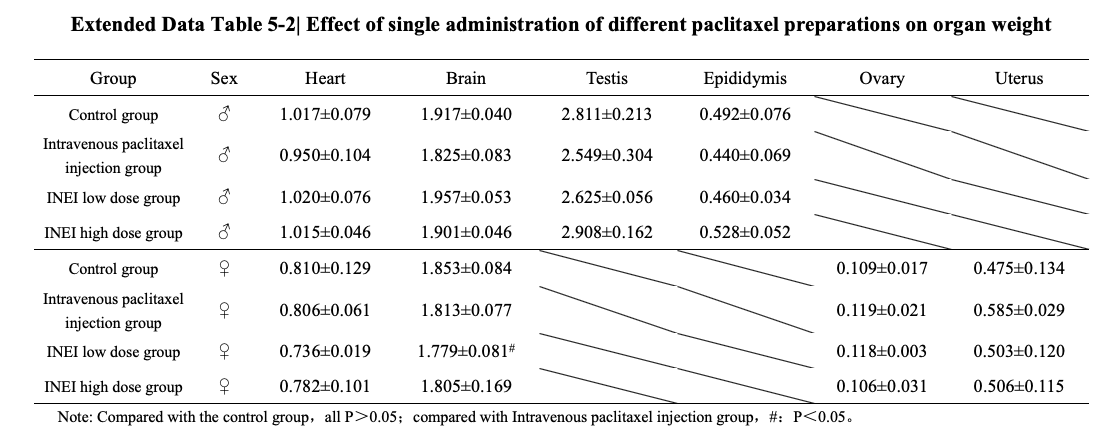 Extended Data Table 5-2| Effect of single administration of different paclitaxel preparations on organ weight
Group Sex Heart Brain Testis Epididymis Ovary Uterus
Control group ♂ 1.017±0.079 1.917±0.040 2.811±0.213 0.492±0.076
Intravenous paclitaxel
injection group ♂ 0.950±0.104 1.825±0.083 2.549±0.304 0.440±0.069
INEI low dose group ♂ 1.020±0.076 1.957±0.053 2.625±0.056 0.460±0.034
INEI high dose group ♂ 1.015±0.046 1.901±0.046 2.908±0.162 0.528±0.052
Control group ♀ 0.810±0.129 1.853±0.084 0.109±0.017 0.475±0.134
Intravenous paclitaxel
injection group ♀ 0.806±0.061 1.813±0.077 0.119±0.021 0.585±0.029
INEI low dose group ♀ 0.736±0.019 1.779±0.081# 0.118±0.003 0.503±0.120
INEI high dose group ♀ 0.782±0.101 1.805±0.169 0.106±0.031 0.506±0.115
Note: Compared with the control group，all P＞0.05；compared with Intravenous paclitaxel injection group，#：P＜0.05。